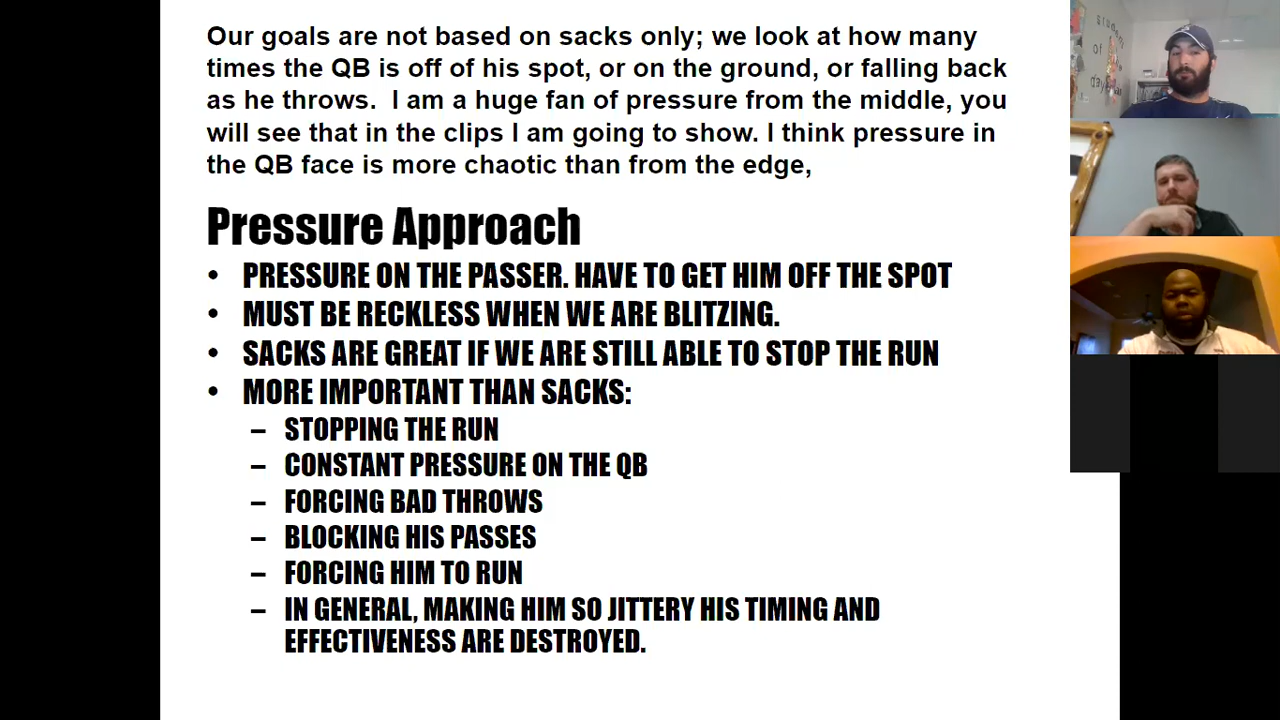 Our goals are not based on sacks only; we look at how many
times the QB is off of his spot, or on the ground, or falling back
as he throws.  I am a huge fan of pressure from the middle, you
will see that in the clips I am going to show. I think pressure in
the QB face is more chaotic than from the edge,
Pressure Approach
• PRESSURE ON THE PASSER. HAVE TO GET HIM OFF THE SPOT
• MUST BE RECKLESS WHEN WE ARE BLITZING.
• SACKS ARE GREAT IF WE ARE STILL ABLE TO STOP THE RUN
• MORE IMPORTANT THAN SACKS:
– STOPPING THE RUN
– CONSTANT PRESSURE ON THE QB
– FORCING BAD THROWS
– BLOCKING HIS PASSES
– FORCING HIM TO RUN
– IN GENERAL, MAKING HIM SO JITTERY HIS TIMING AND
EFFECTIVENESS ARE DESTROYED.